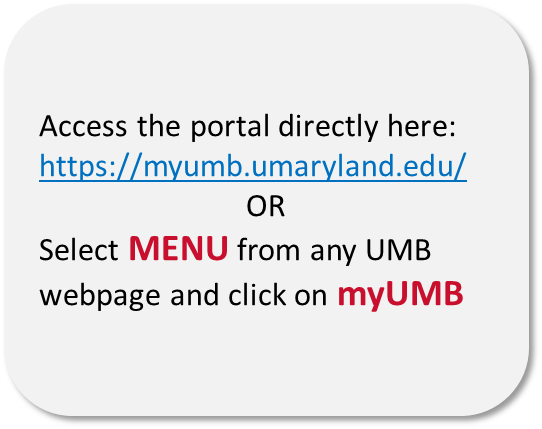 Access the portal directly here:
https://myumb.umaryland.edu/
OR
Select MENU from any UMB
webpage and click on myUMB